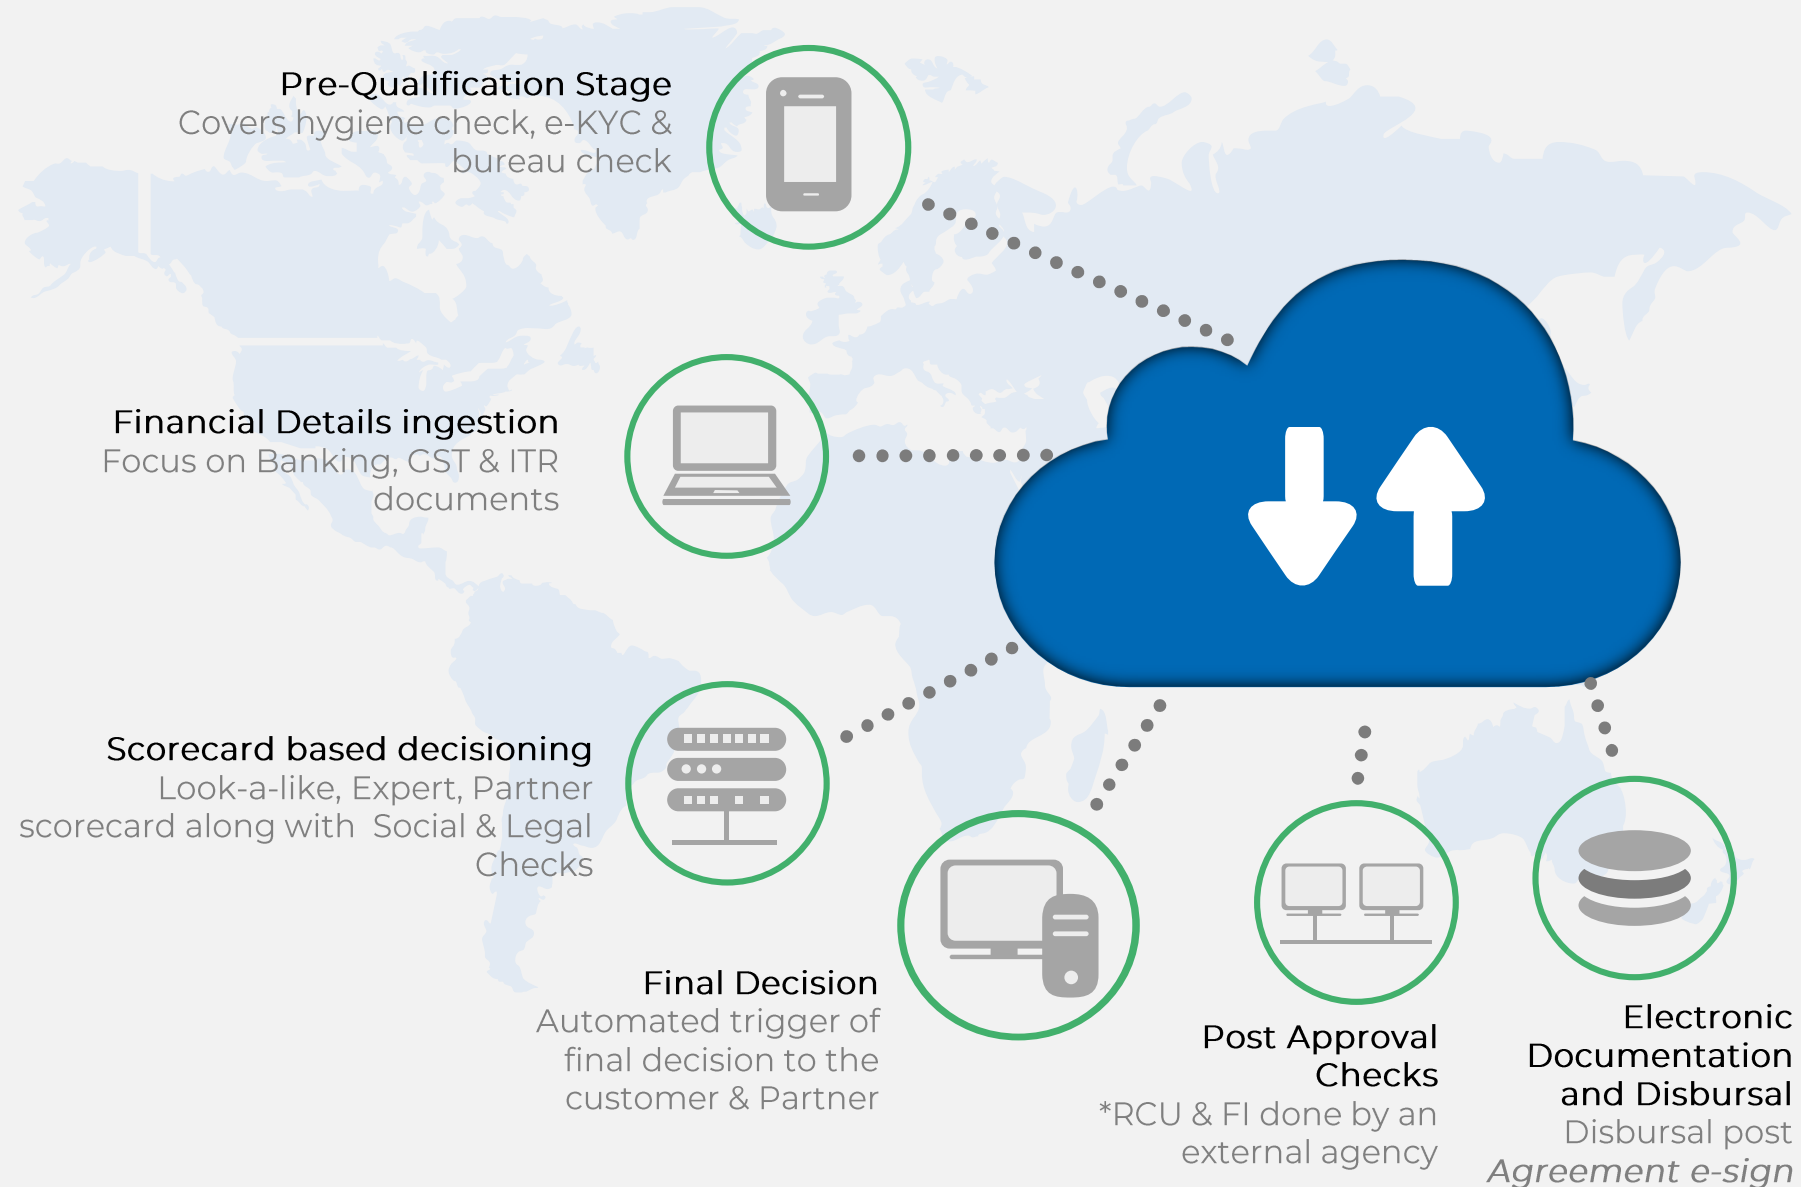 Pre-Qualification Stage
Covers hygiene check, e-KYC &
bureau check
Financial Details ingestion
Focus on Banking, GST & ITR
documents
Scorecard based decisioning
Look-a-like, Expert, Partner
scorecard along with  Social & Legal
Checks
Final Decision
Automated trigger of
final decision to the
customer & Partner
Post Approval
Checks
*RCU & FI done by an
external agency
Electronic
Documentation
and Disbursal
Disbursal post
Agreement e-sign